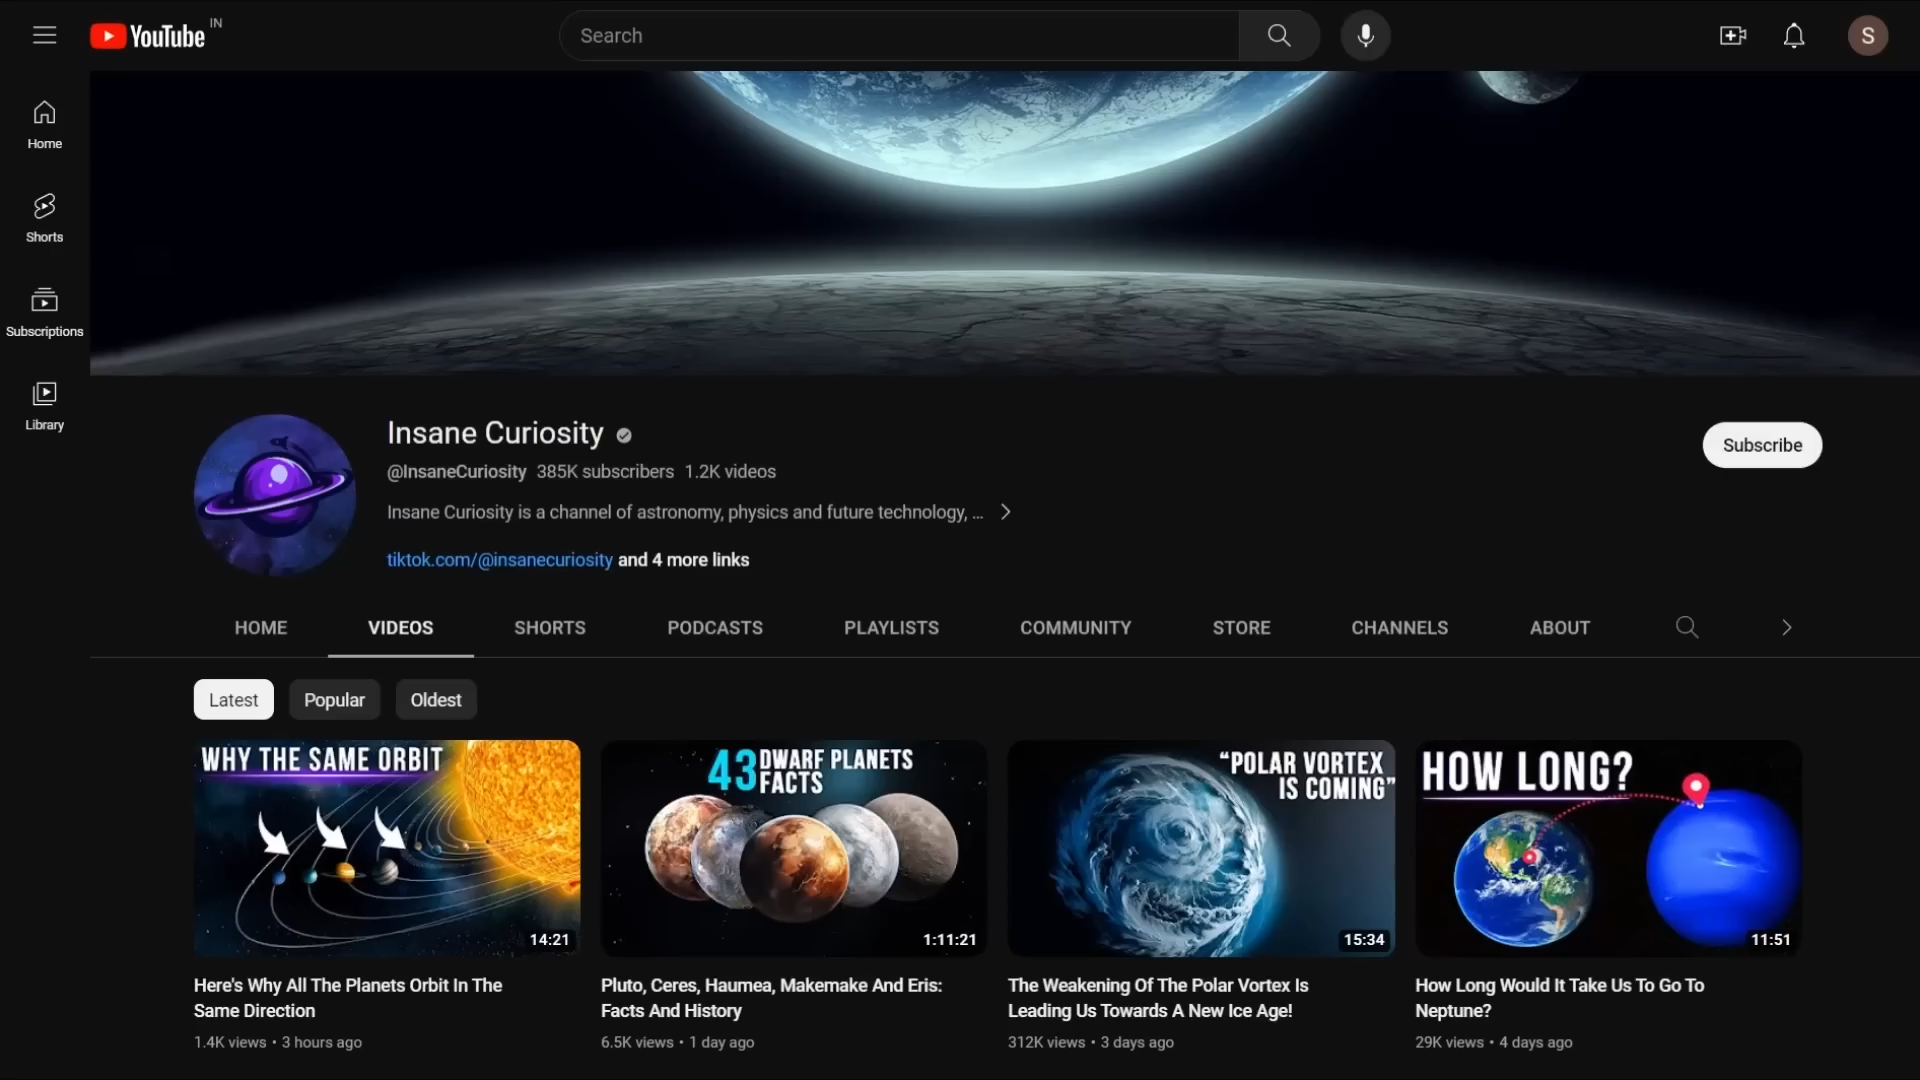 YouTube IN
Search
S
Home
Shorts
Subscriptions
Library
Insane Curiosity
@InsaneCuriosity 385K subscribers 1.2K videos
Insane Curiosity is a channel of astronomy, physics and future technology, ...
tiktok.com/@insanecuriosity and 4 more links
Subscribe
HOME VIDEOS SHORTS PODCASTS PLAYLISTS COMMUNITY STORE CHANNELS ABOUT
Latest Popular Oldest
WHY THE SAME ORBIT
14:21
Here's Why All The Planets Orbit In The
Same Direction
1.4K views • 3 hours ago
43 DWARF PLANETS
FACTS
1:11:21
Pluto, Ceres, Haumea, Makemake And Eris:
Facts And History
6.5K views • 1 day ago
“POLAR VORTEX
IS COMING”
15:34
The Weakening Of The Polar Vortex Is
Leading Us Towards A New Ice Age!
312K views • 3 days ago
HOW LONG?
11:51
How Long Would It Take Us To Go To
Neptune?
29K views • 4 days ago